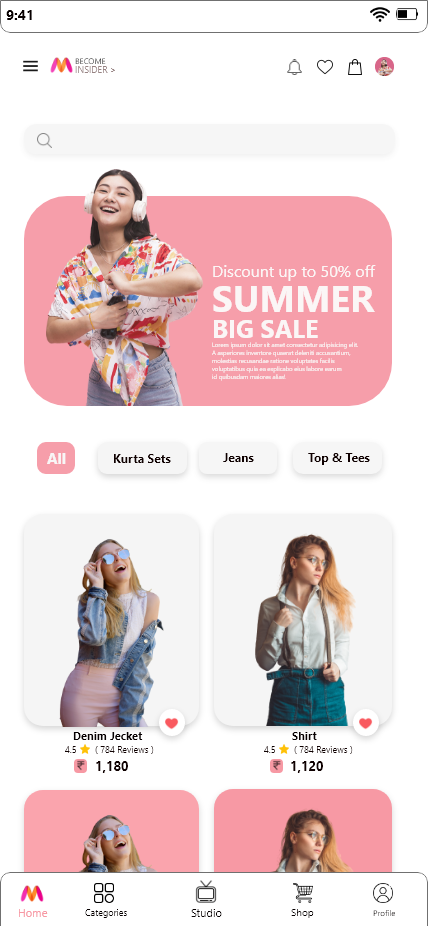 9:41
BECOME
INSIDER >
Discount up to 50% off
SUMMER
BIG SALE
Lorem ipsum dolor sit amet consectetur adipisicing elit.
A asperiores inventore quaerat deleniti accusantium,
molestias recusandae ratione voluptates facilis
voluptatibus quia ea explicabo eius labore earum
id quibusdam maiores alias!
All Kurta Sets Jeans Top & Tees
Denim Jecket
4.5 ( 784 Reviews )
₹ 1,180
Shirt
4.5 ( 784 Reviews )
₹ 1,120
Home Categories Studio Shop Profile